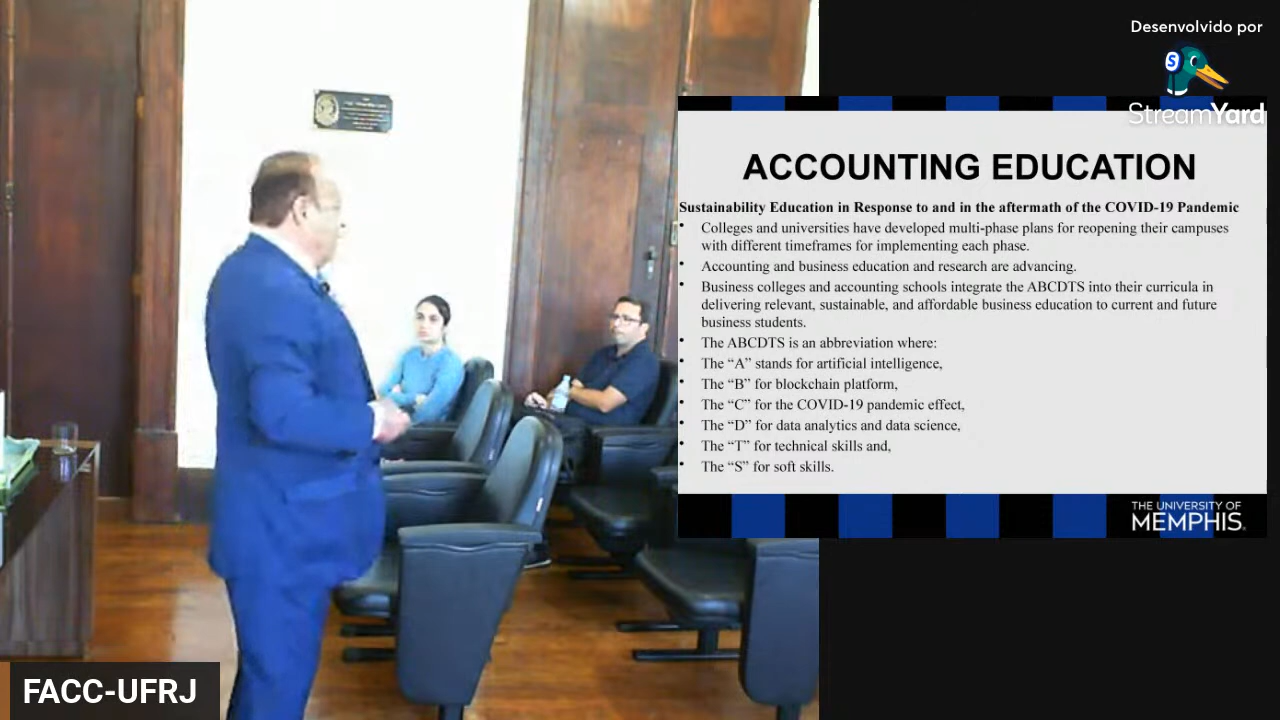 Desenvolvido por
StreamYard
ACCOUNTING EDUCATION
Sustainability Education in Response to and in the aftermath of the COVID-19 Pandemic
• Colleges and universities have developed multi-phase plans for reopening their campuses
with different timeframes for implementing each phase.
• Accounting and business education and research are advancing.
• Business colleges and accounting schools integrate the ABCDTS into their curricula in
delivering relevant, sustainable, and affordable business education to current and future
business students.
• The ABCDTS is an abbreviation where:
• The “A” stands for artificial intelligence,
• The “B” for blockchain platform,
• The “C” for the COVID-19 pandemic effect,
• The “D” for data analytics and data science,
• The “T” for technical skills and,
• The “S” for soft skills.
THE UNIVERSITY OF
MEMPHIS.
FACC-UFRJ